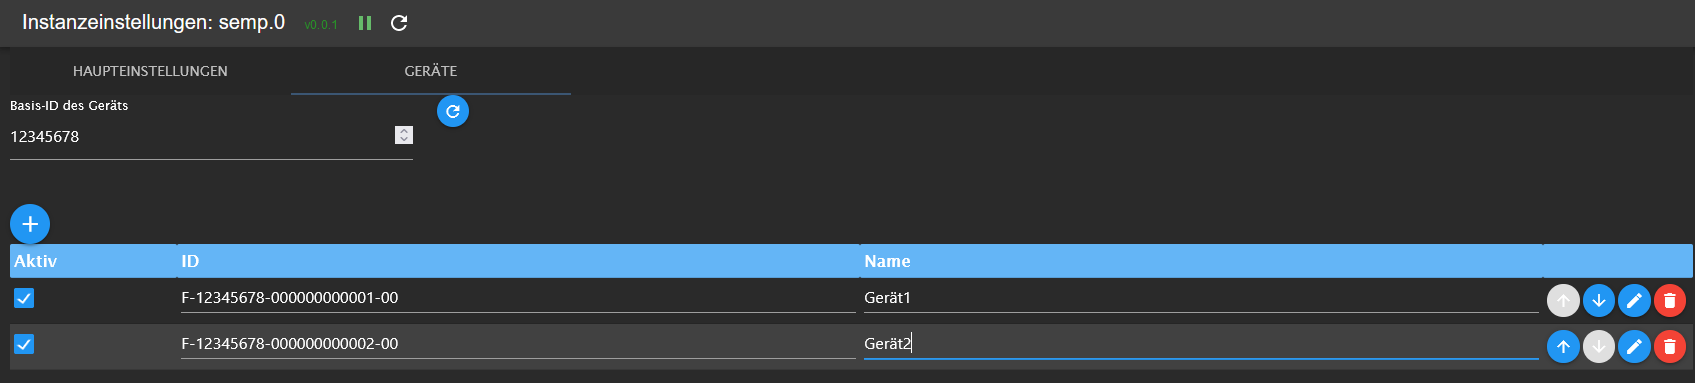 Instanzeinstellungen: semp.0 v0.0.1
HAUPTEINSTELLUNGEN GERÄTE
Basis-ID des Geräts
12345678
Aktiv ID Name
F-12345678-000000000001-00 Gerät1
F-12345678-000000000002-00 Gerät2